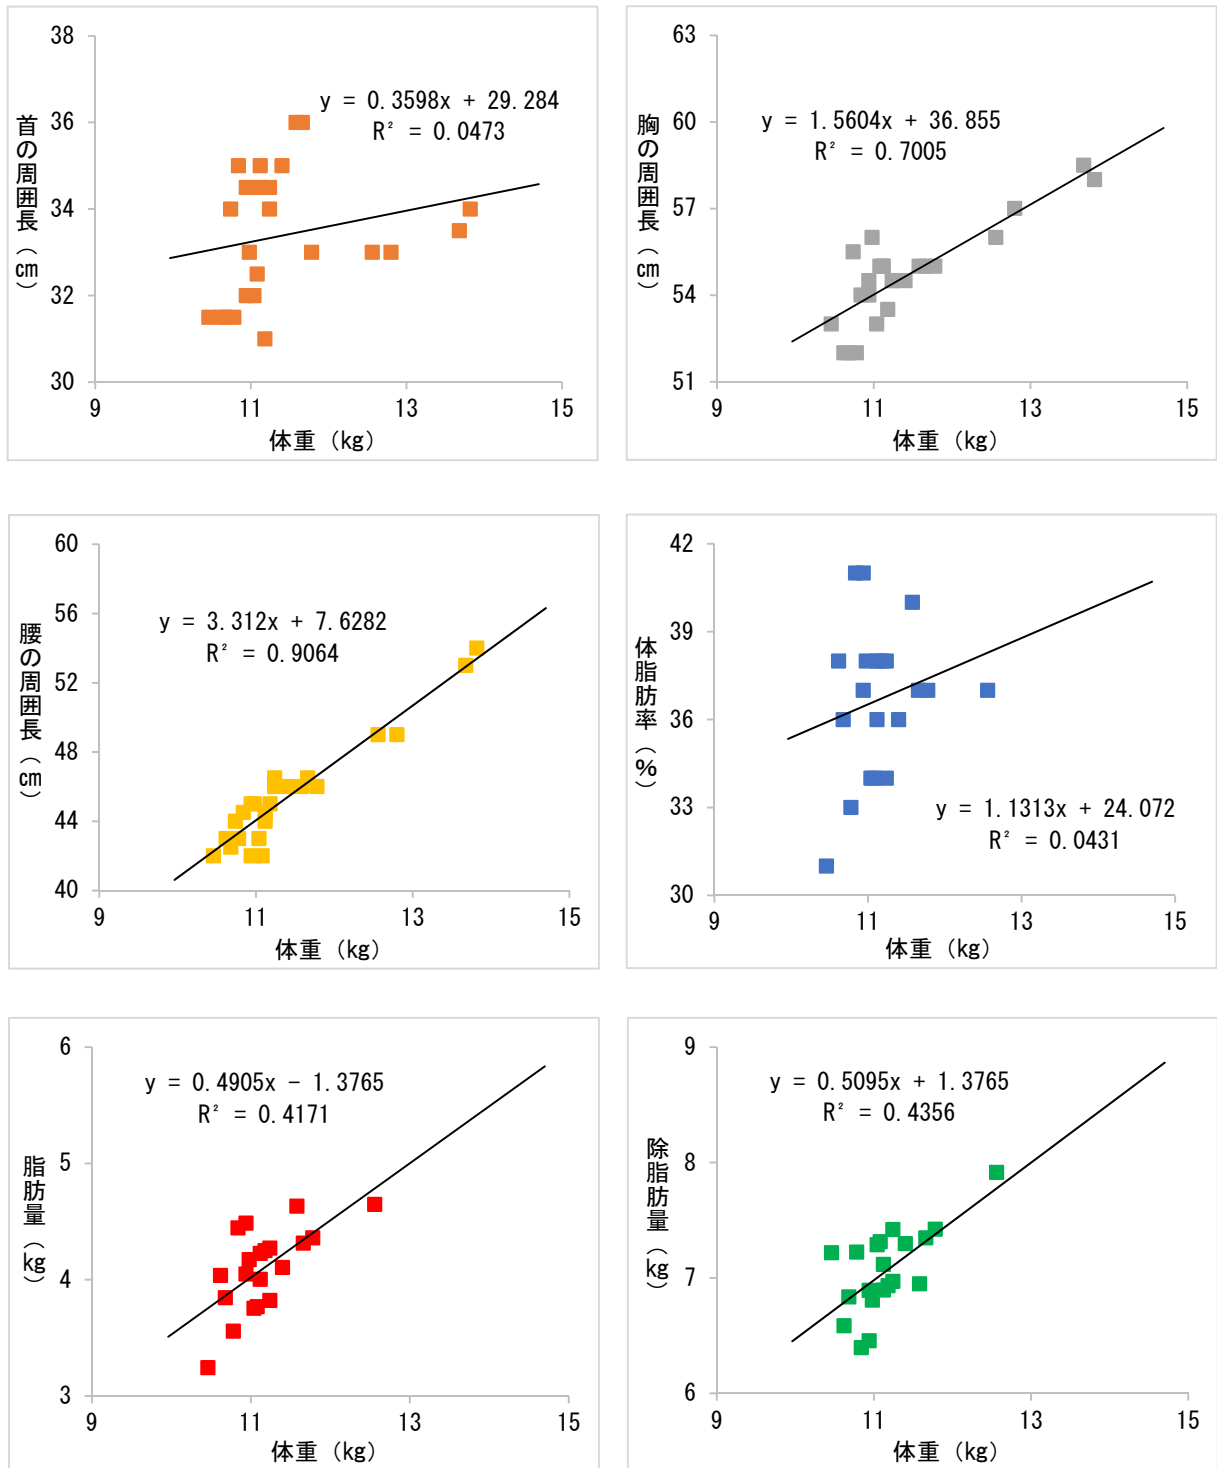 38
36
34
32
30
首の周囲長（㎝）
y = 0.3598x + 29.284
R² = 0.0473
9 11 13 15
体重（kg）
63
60
57
54
51
胸の周囲長（㎝）
y = 1.5604x + 36.855
R² = 0.7005
9 11 13 15
体重（kg）
60
56
52
48
44
40
腰の周囲長（㎝）
y = 3.312x + 7.6282
R² = 0.9064
9 11 13 15
体重（kg）
42
39
36
33
30
体脂肪率（%）
y = 1.1313x + 24.072
R² = 0.0431
9 11 13 15
体重（kg）
6
5
4
3
脂肪量（kg）
y = 0.4905x − 1.3765
R² = 0.4171
9 11 13 15
体重（kg）
9
8
7
6
除脂肪量（kg）
y = 0.5095x + 1.3765
R² = 0.4356
9 11 13 15
体重（kg）